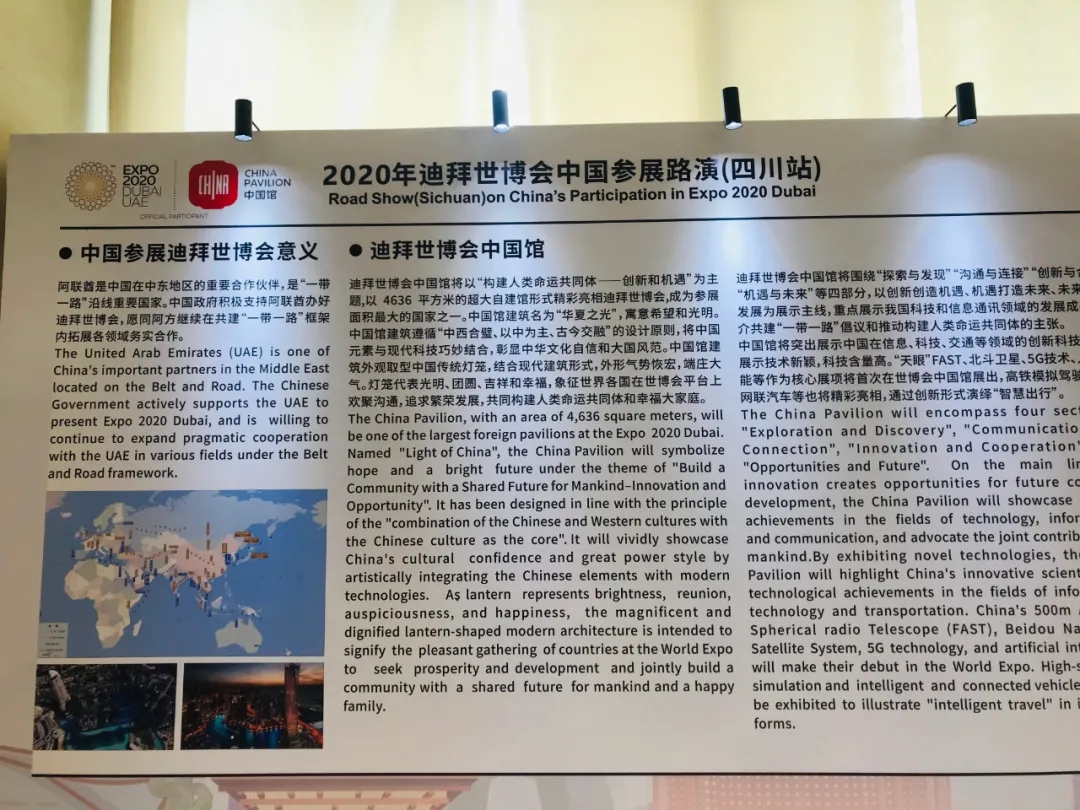 EXPO
2020
DUBAI
UAE
OFFICIAL PARTICIPANT
CHINA
CHINA
PAVILION
中国馆
2020年迪拜世博会中国参展路演(四川站)
Road Show(Sichuan)on China's Participation in Expo 2020 Dubai
● 中国参展迪拜世博会意义
阿联酋是中国在中东地区的重要合作伙伴,是“一带
一路”沿线重要国家。中国政府积极支持阿联酋办好
迪拜世博会,愿同阿方继续在共建“一带一路”框架
内拓展各领域务实合作。
The United Arab Emirates (UAE) is one of
China's important partners in the Middle East
located on the Belt and Road. The Chinese
Government actively supports the UAE to
present Expo 2020 Dubai, and is willing to
continue to expand pragmatic cooperation
with the UAE in various fields under the Belt
and Road framework.
● 迪拜世博会中国馆
迪拜世博会中国馆将以“构建人类命运共同体——创新和机遇”为主
题,以 4636 平方米的超大自建馆形式精彩亮相迪拜世博会,成为参展
面积最大的国家之一。中国馆建筑名为“华夏之光”,寓意希望和光明。
中国馆建筑遵循“中西合璧、以中为主、古今交融”的设计原则,将中国
元素与现代科技巧妙结合,彰显中华文化自信和大国风范。中国馆建
筑外观取型中国传统灯笼,结合现代建筑形式,外形气势恢宏,端庄大
气。灯笼代表光明、团圆、吉祥和幸福,象征世界各国在世博会平台上
欢聚沟通,追求繁荣发展,共同构建人类命运共同体和幸福大家庭。
The China Pavilion, with an area of 4,636 square meters, will
be one of the largest foreign pavilions at the Expo 2020 Dubai.
Named "Light of China", the China Pavilion will symbolize
hope and a bright future under the theme of "Build a
Community with a Shared Future for Mankind–Innovation and
Opportunity". It has been designed in line with the principle
of the "combination of the Chinese and Western cultures with
the Chinese culture as the core". It will vividly showcase
China's cultural confidence and great power style by
artistically integrating the Chinese elements with modern
technologies. As lantern represents brightness, reunion,
auspiciousness, and happiness, the magnificent and
dignified lantern-shaped modern architecture is intended to
signify the pleasant gathering of countries at the World Expo
to seek prosperity and development and jointly build a
community with a shared future for mankind and a happy
family.
迪拜世博会中国馆将围绕“探索与发现”“沟通与连接”“创新与
“机遇与未来”等四部分,以创新创造机遇、机遇打造未来、未来
发展为展示主线,重点展示我国科技和信息通讯领域的发展成
介共建“一带一路”倡议和推动构建人类命运共同体的主张。
中国馆将突出展示中国在信息、科技、交通等领域的创新科技
展示技术新颖,科技含量高。“天眼”FAST、北斗卫星、5G技术、
能等作为核心展项将首次在世博会中国馆展出,高铁模拟驾驶
网联汽车等也将精彩亮相,通过创新形式演绎“智慧出行”。
The China Pavilion will encompass four sec
"Exploration and Discovery", "Communicatio
Connection", "Innovation and Cooperation"
"Opportunities and Future". On the main li
innovation creates opportunities for future co
development, the China Pavilion will showcase
achievements in the fields of technology, infor
and communication, and advocate the joint contrib
mankind.By exhibiting novel technologies, the
Pavilion will highlight China's innovative scient
technological achievements in the fields of info
technology and transportation. China's 500m
Spherical radio Telescope (FAST), Beidou Na
Satellite System, 5G technology, and artificial int
will make their debut in the World Expo. High-s
simulation and intelligent and connected vehicle
be exhibited to illustrate "intelligent travel" in i
forms.